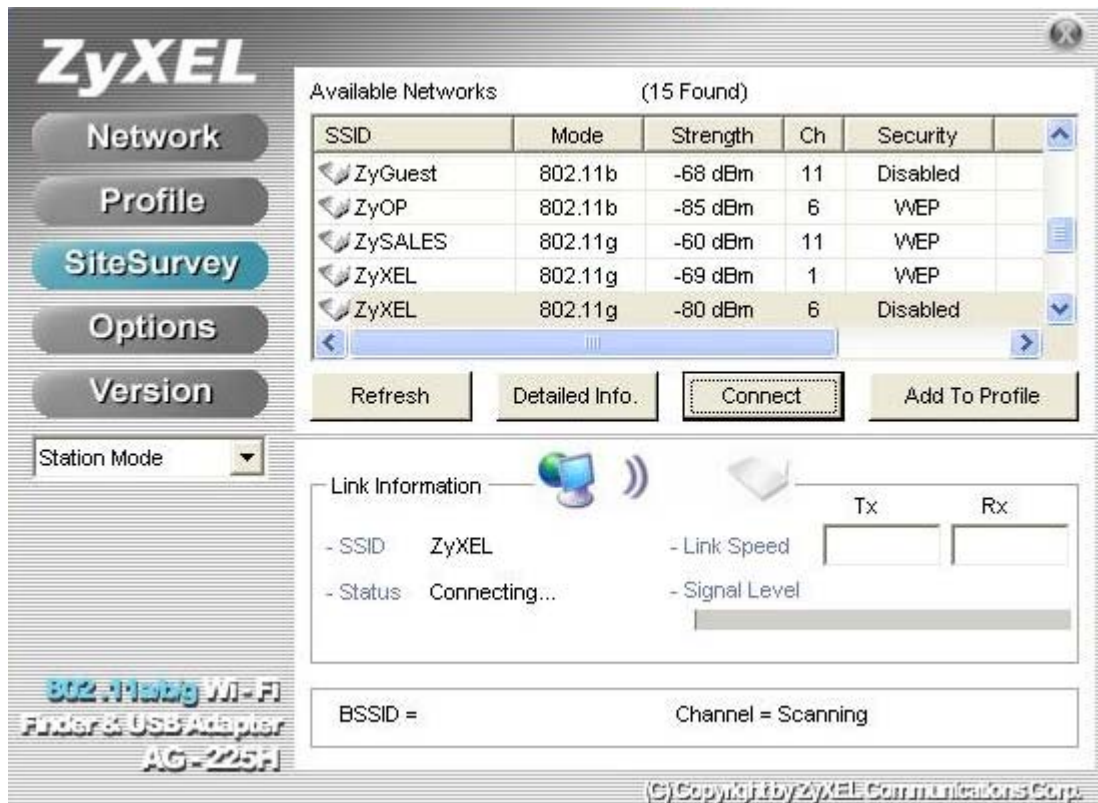 ZyXEL
Network
Profile
SiteSurvey
Options
Version
Station Mode
802.11a/b/g Wi-Fi
Finder & USB Adapter
AG-225H
Available Networks (15 Found)
SSID Mode Strength Ch Security
ZyGuest 802.11b -68 dBm 11 Disabled
ZyOP 802.11b -85 dBm 6 WEP
ZySALES 802.11g -60 dBm 11 WEP
ZyXEL 802.11g -69 dBm 1 WEP
ZyXEL 802.11g -80 dBm 6 Disabled
Refresh Detailed Info. Connect Add To Profile
Link Information
Tx Rx
- SSID ZyXEL - Link Speed
- Status Connecting... - Signal Level
BSSID = Channel = Scanning
(C) Copyright by ZyXEL Communications Corp.